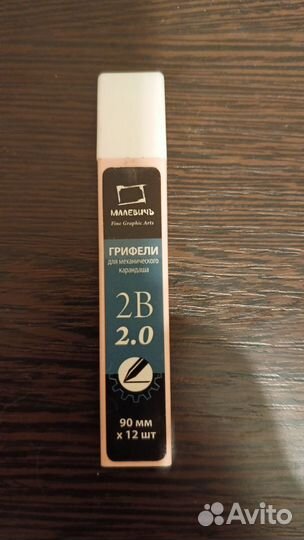 МАЛЕВИЧЪ
Fine Graphic Arts
ГРИФЕЛИ
для механического
карандаша
2B
2.0
90 мм
х 12 шт
Avito